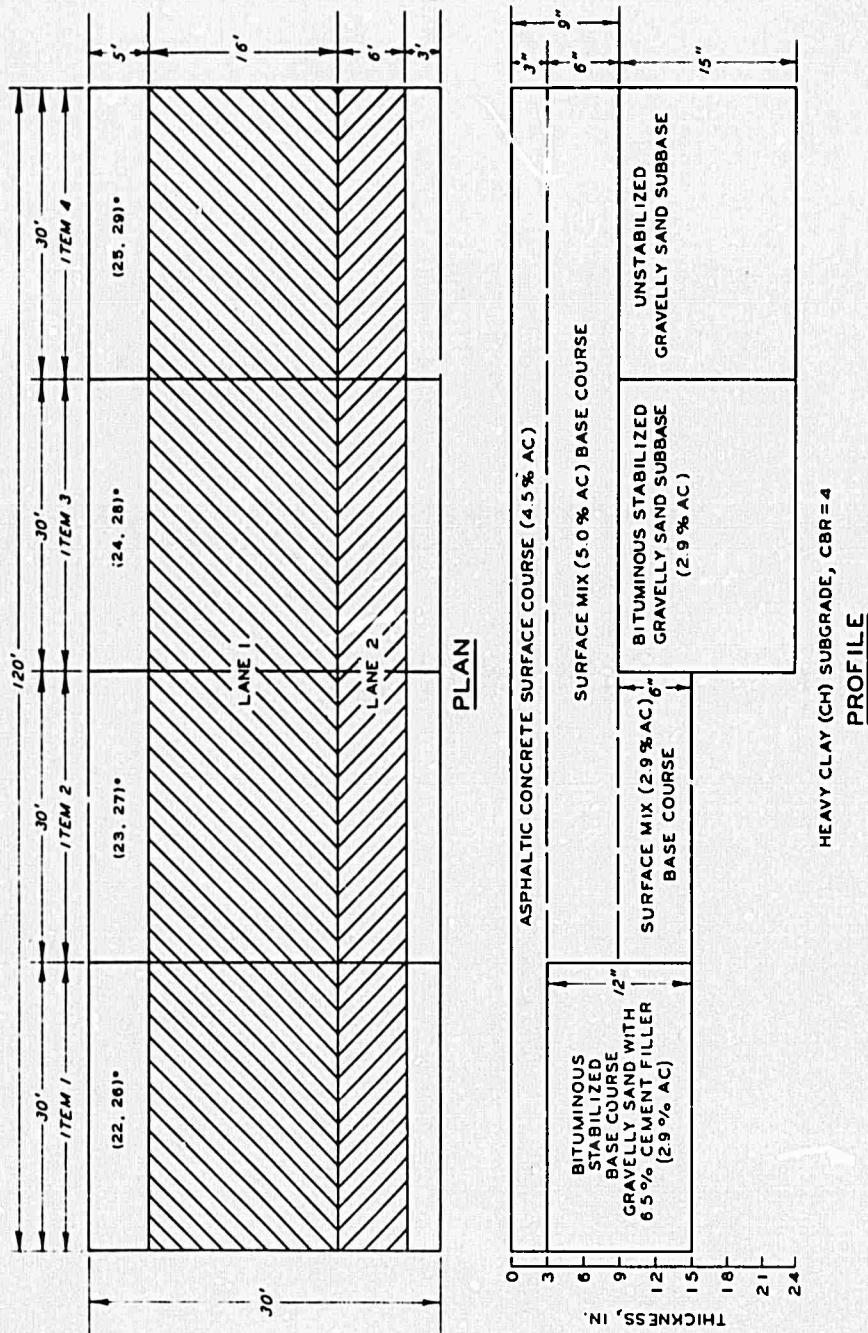 120'
30'
30'
30'
30'
ITEM 1
ITEM 2
ITEM 3
ITEM 4
(22, 26)*
(23, 27)*
(24, 28)*
(25, 29)*
5'
16'
6'
3'
30'
LANE 1
LANE 2
PLAN
ASPHALTIC CONCRETE SURFACE COURSE (4.5% AC)
SURFACE MIX (5.0% AC) BASE COURSE
BITUMINOUS
STABILIZED
BASE COURSE
GRAVELLY SAND WITH
6.5% CEMENT FILLER
(2.9% AC)
12"
SURFACE MIX (2.9% AC)
BASE COURSE
6"
BITUMINOUS STABILIZED
GRAVELLY SAND SUBBASE
(2.9% AC)
UNSTABILIZED
GRAVELLY SAND SUBBASE
3"
6"
9"
15"
0
3
6
9
12
15
18
21
24
THICKNESS, IN.
HEAVY CLAY (CH) SUBGRADE, CBR=4
PROFILE